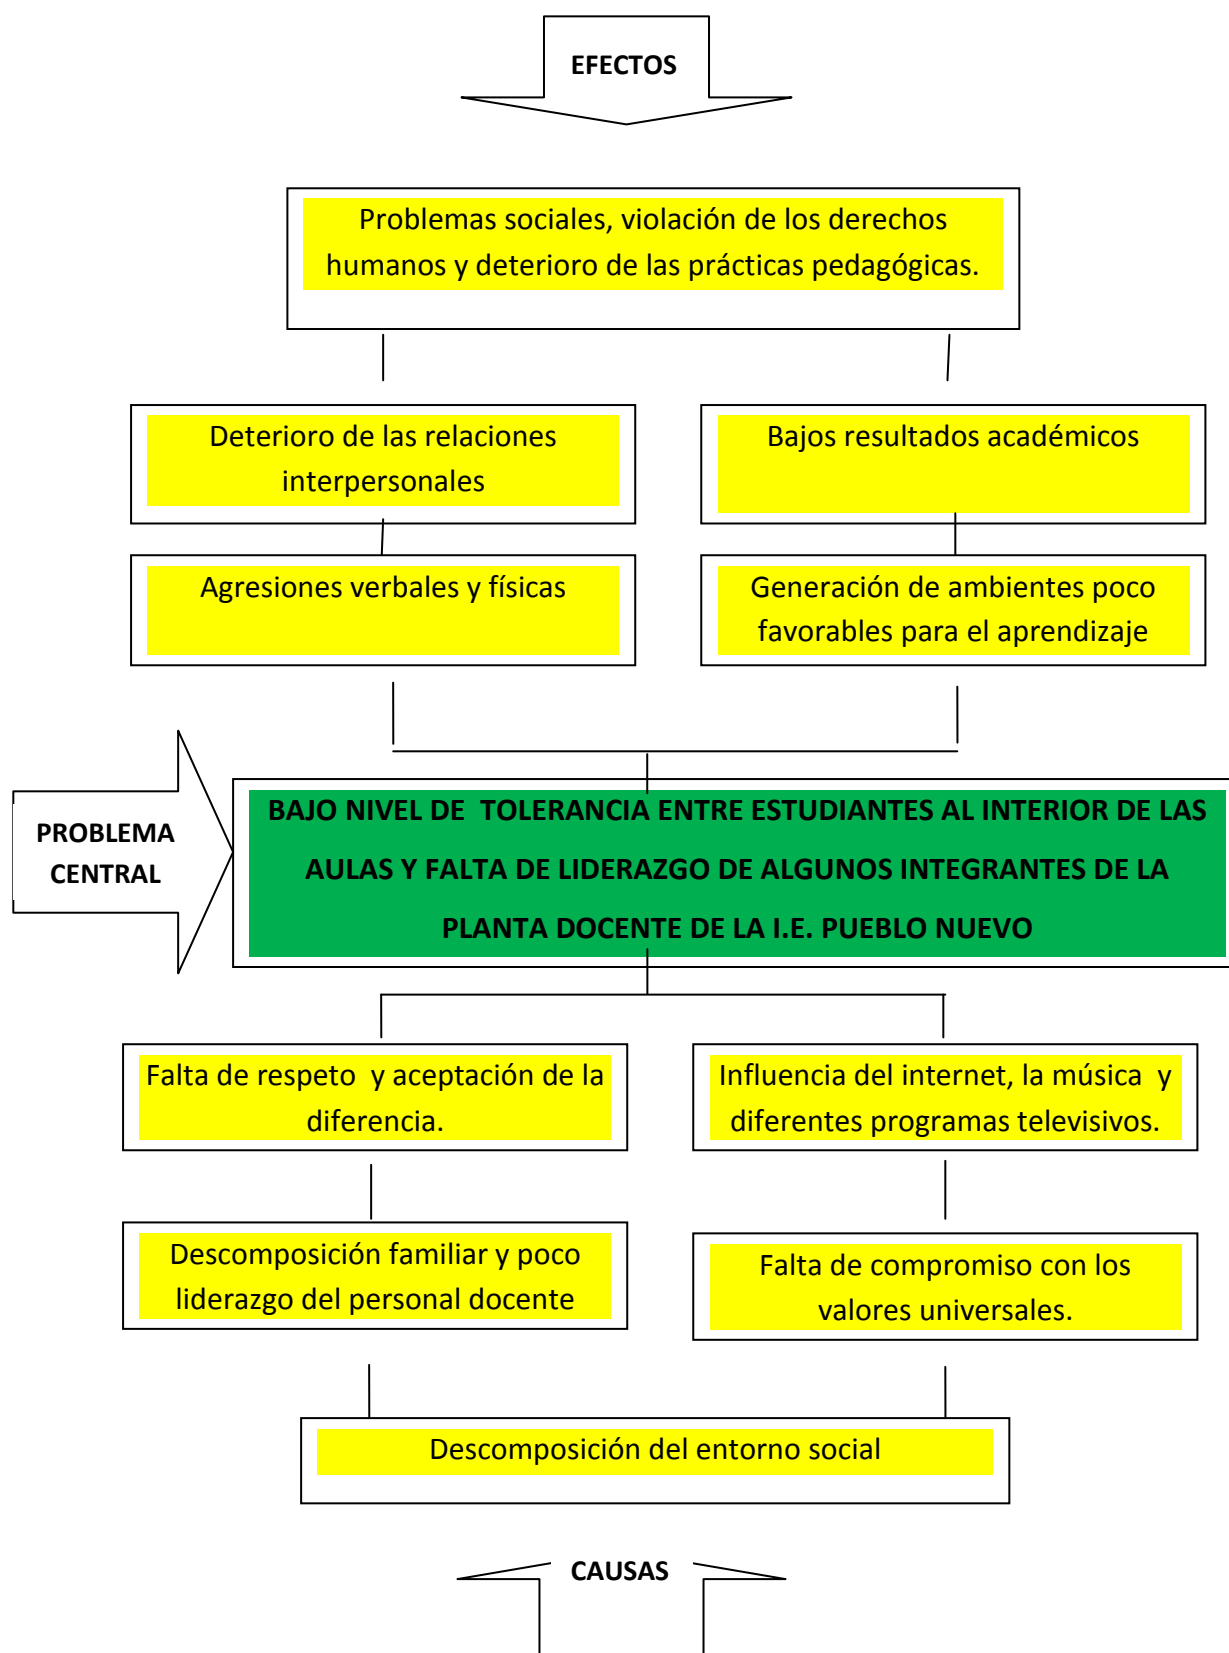 EFECTOS
Problemas sociales, violación de los derechos
humanos y deterioro de las prácticas pedagógicas.
Deterioro de las relaciones
interpersonales
Bajos resultados académicos
Agresiones verbales y físicas
Generación de ambientes poco
favorables para el aprendizaje
PROBLEMA
CENTRAL
BAJO NIVEL DE  TOLERANCIA ENTRE ESTUDIANTES AL INTERIOR DE LAS
AULAS Y FALTA DE LIDERAZGO DE ALGUNOS INTEGRANTES DE LA
PLANTA DOCENTE DE LA I.E. PUEBLO NUEVO
Falta de respeto  y aceptación de la
diferencia.
Influencia del internet, la música  y
diferentes programas televisivos.
Descomposición familiar y poco
liderazgo del personal docente
Falta de compromiso con los
valores universales.
Descomposición del entorno social
CAUSAS